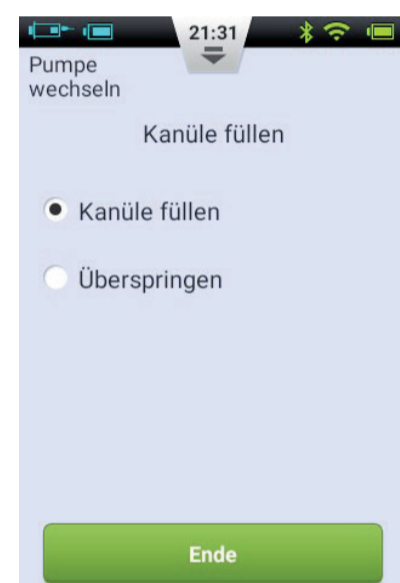 21:31
Pumpe
wechseln
Kanüle füllen
Kanüle füllen
Überspringen
Ende